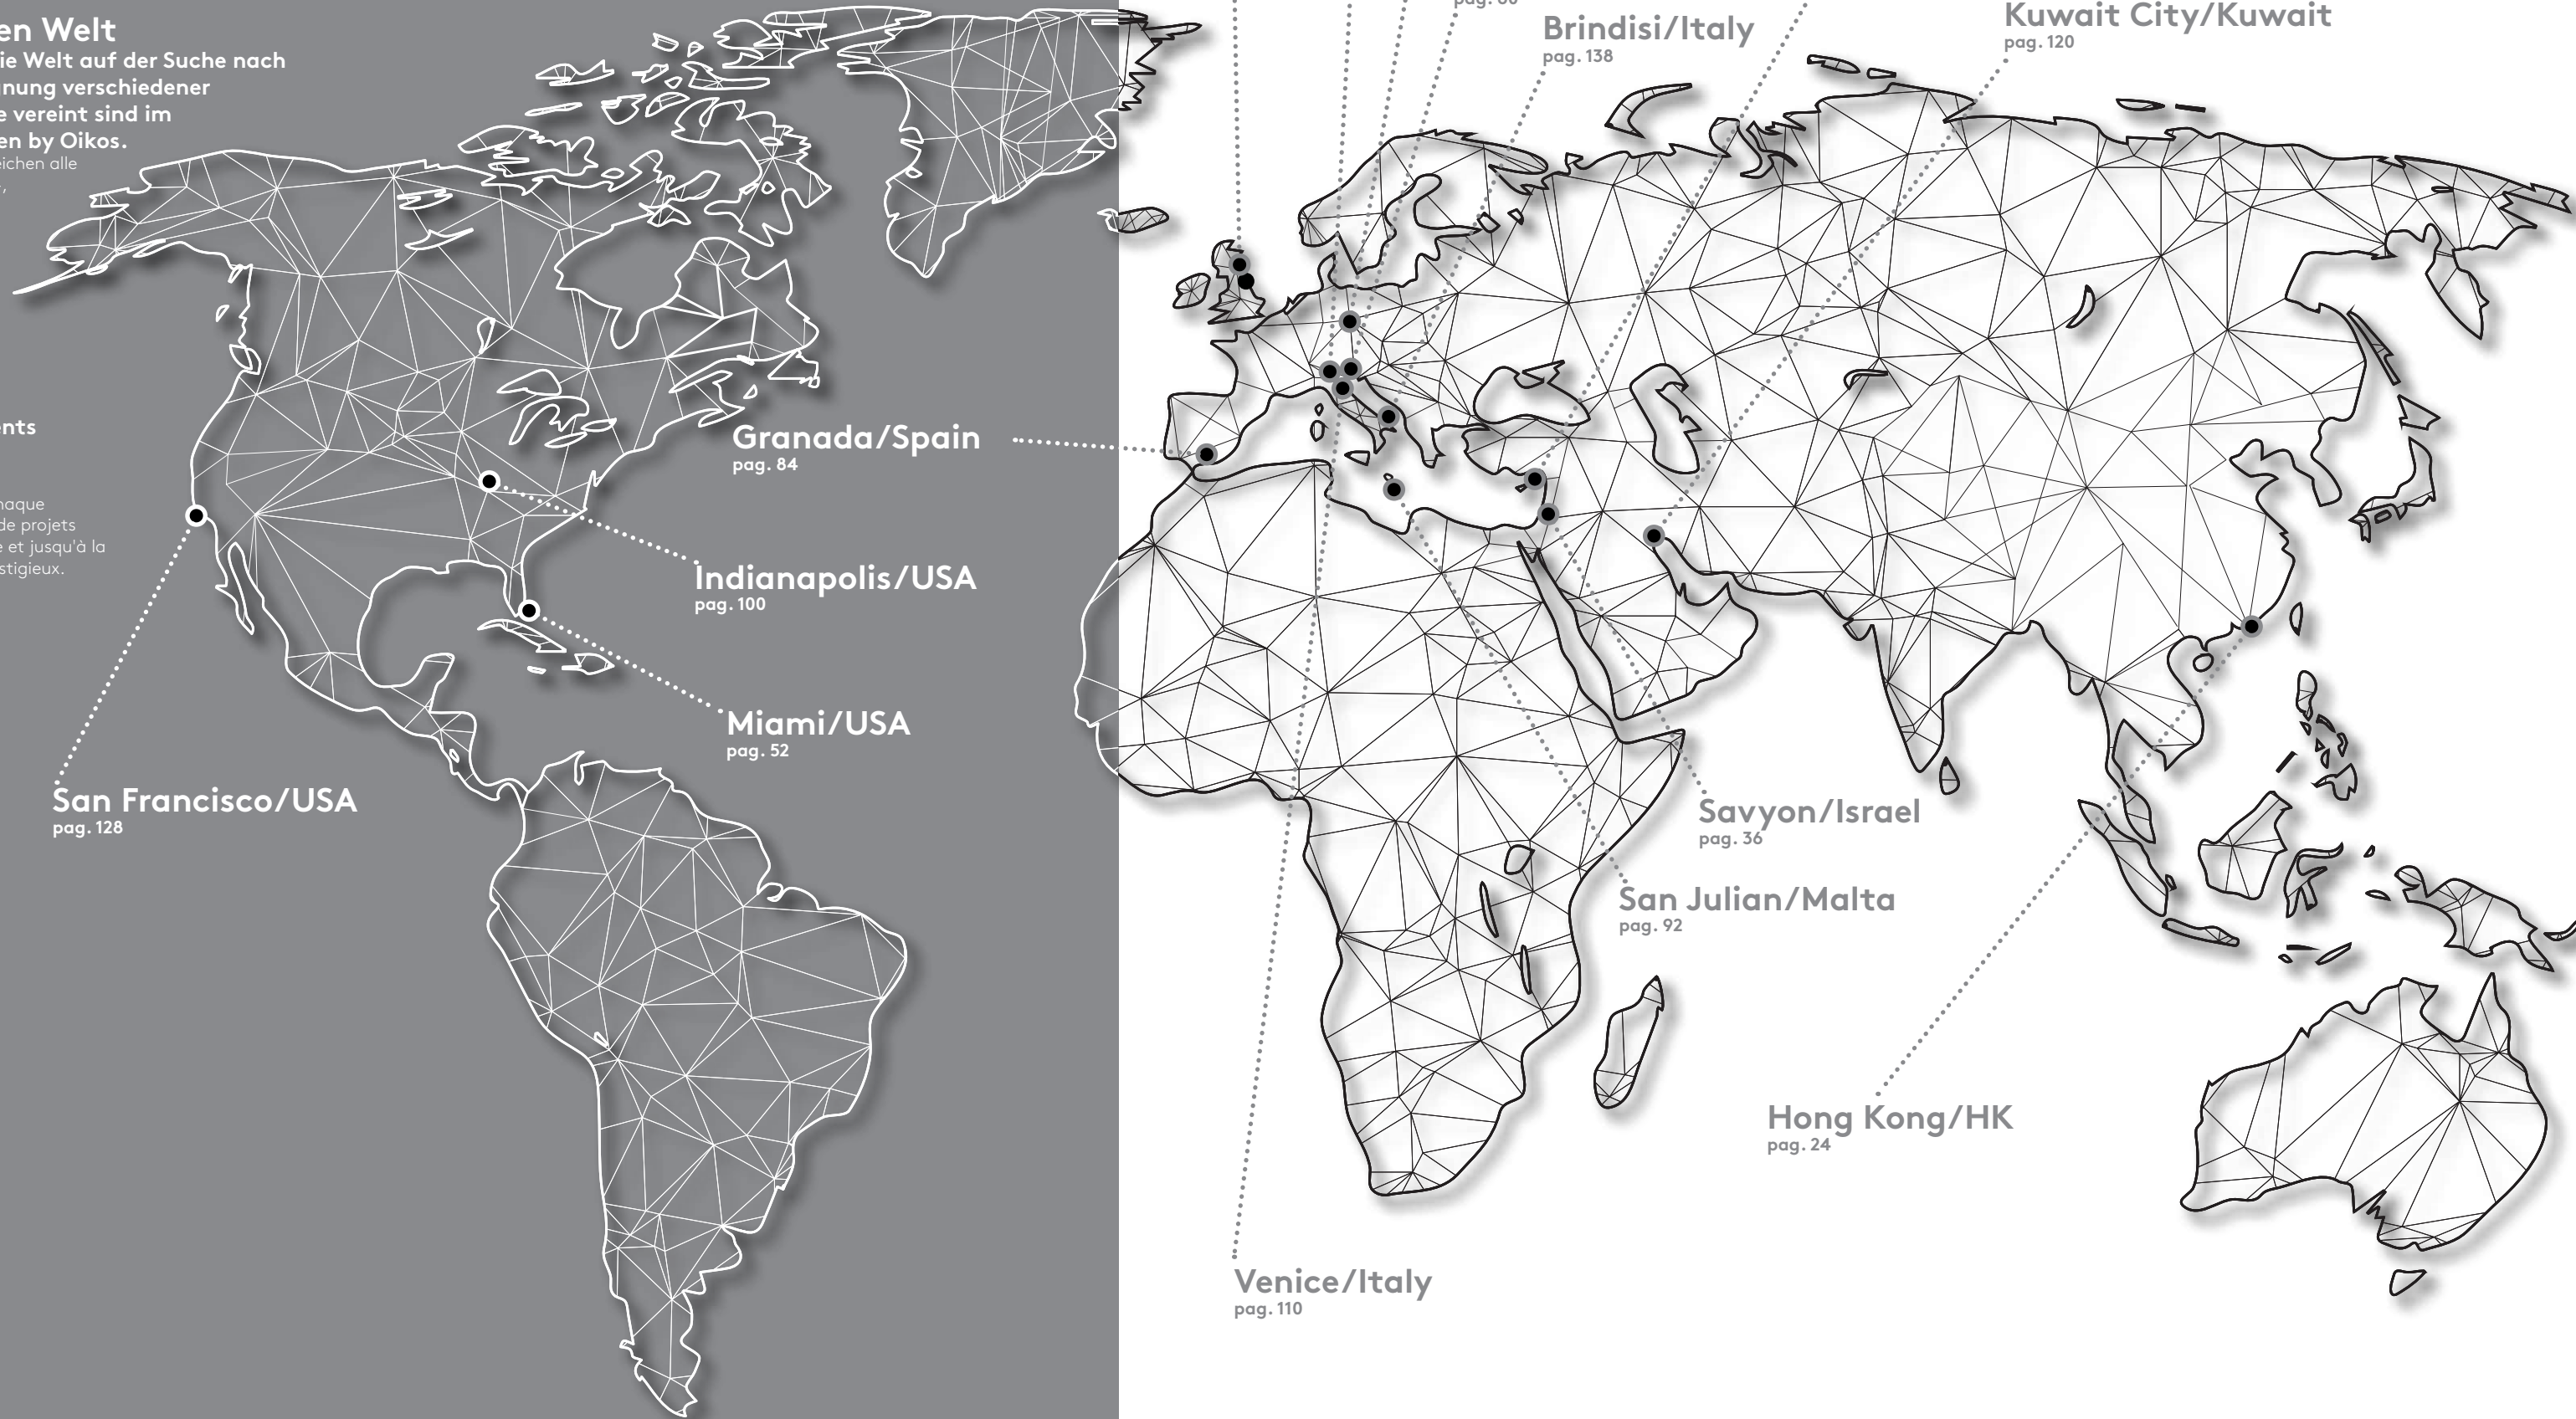 en Welt
ie Welt auf der Suche nach
gnung verschiedener
e vereint sind im
en by Oikos.
eichen alle
nts
haque
de projets
e et jusqu'à la
stigieux.
Brindisi/Italy
pag. 138
Kuwait City/Kuwait
pag. 120
Granada/Spain
pag. 84
Indianapolis/USA
pag. 100
Miami/USA
pag. 52
San Francisco/USA
pag. 128
Savyon/Israel
pag. 36
San Julian/Malta
pag. 92
Hong Kong/HK
pag. 24
Venice/Italy
pag. 110